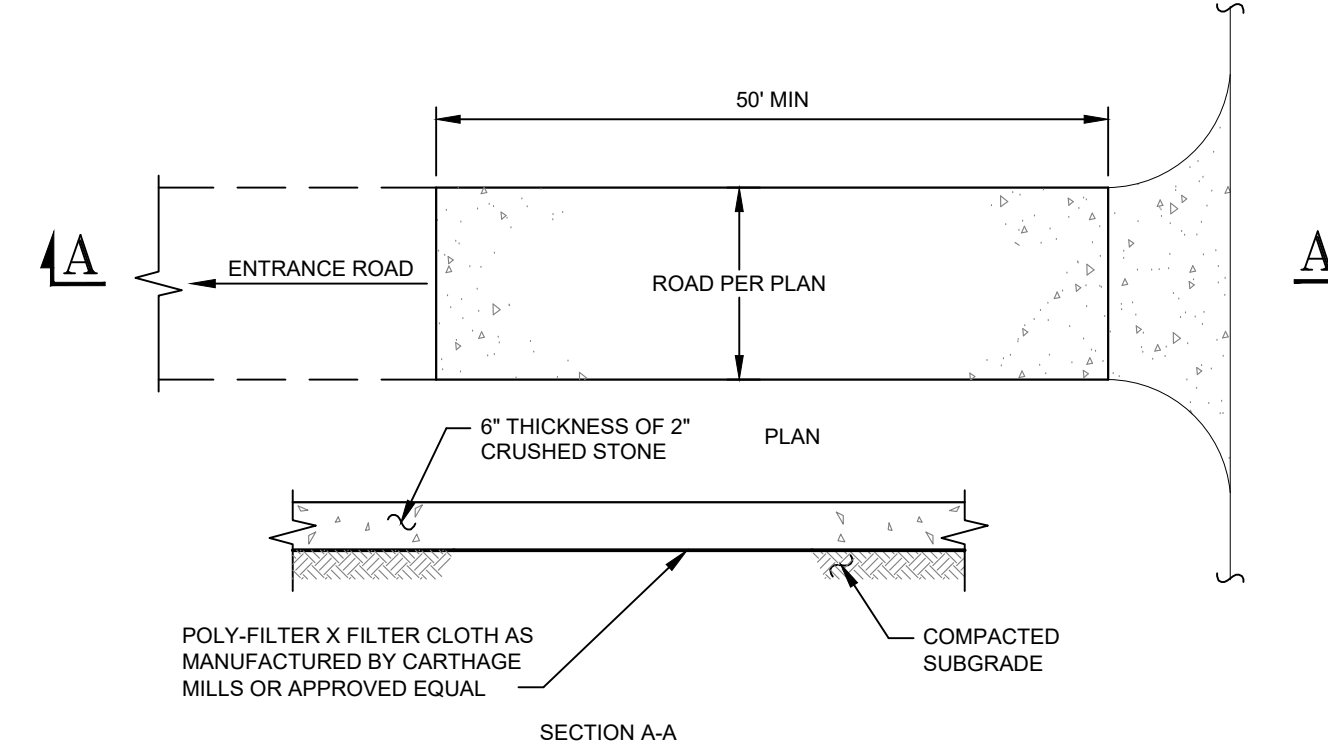 50' MIN
A
ENTRANCE ROAD
ROAD PER PLAN
A
6" THICKNESS OF 2"
CRUSHED STONE
PLAN
POLY-FILTER X FILTER CLOTH AS
MANUFACTURED BY CARTHAGE
MILLS OR APPROVED EQUAL
COMPACTED
SUBGRADE
SECTION A-A